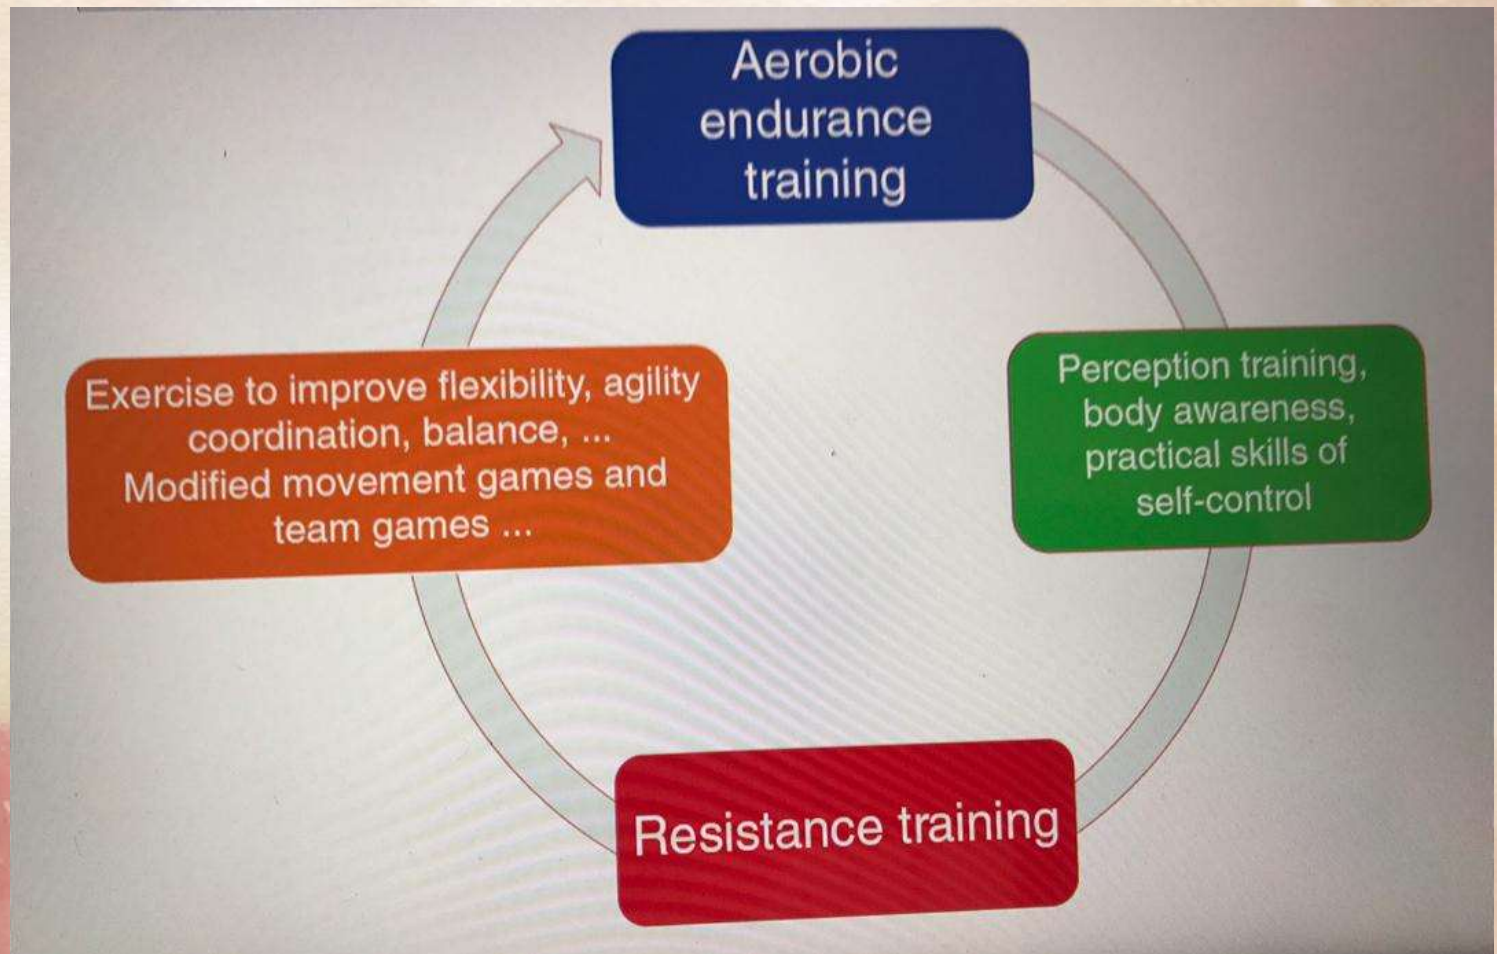 Aerobic
endurance
training
Perception training,
body awareness,
practical skills of
self-control
Resistance training
Exercise to improve flexibility, agility
coordination, balance, ...
Modified movement games and
team games ...